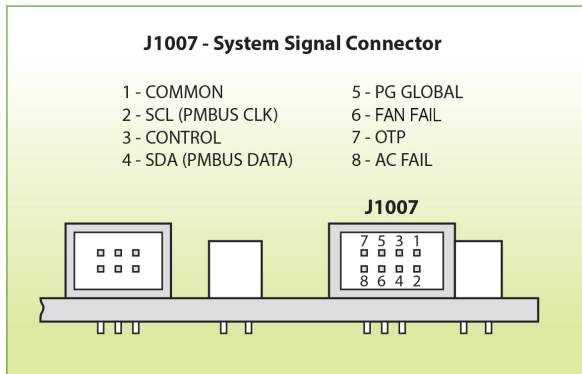 J1007 - System Signal Connector
1 - COMMON
2 - SCL (PMBUS CLK)
3 - CONTROL
4 - SDA (PMBUS DATA)
5 - PG GLOBAL
6 - FAN FAIL
7 - OTP
8 - AC FAIL
J1007
7 5 3 1
8 6 4 2